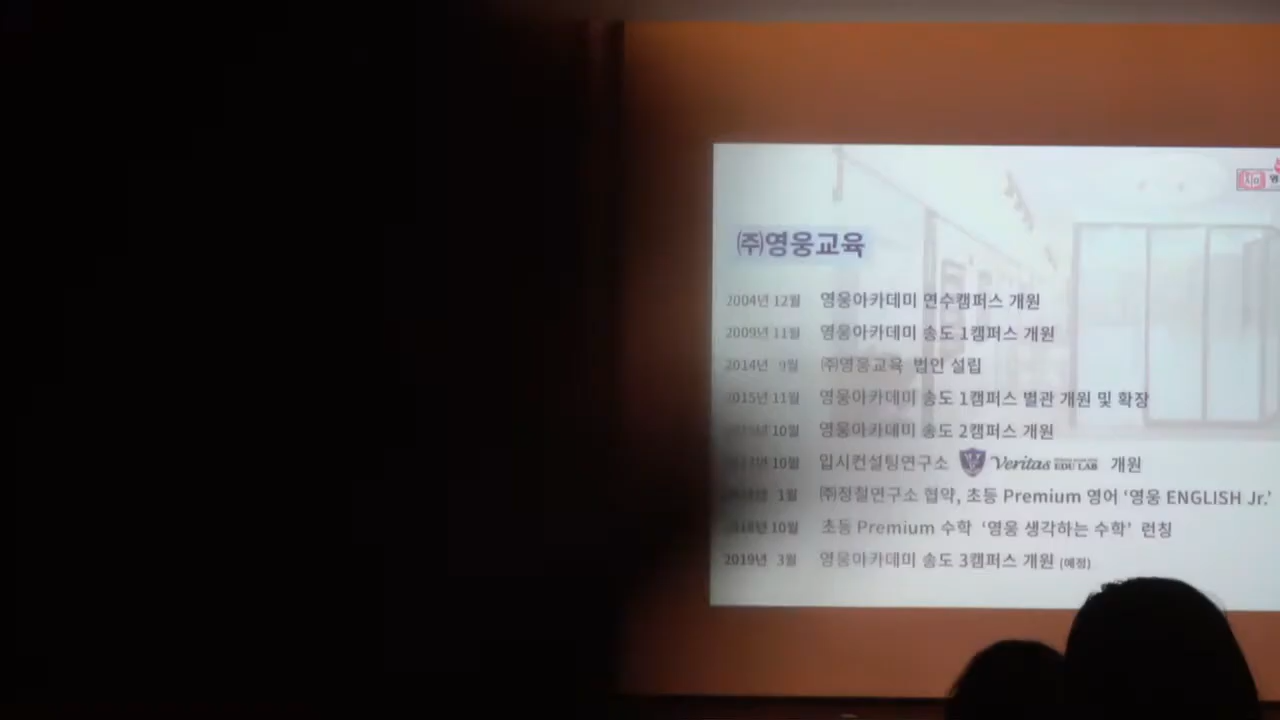 ㈜영웅교육
2004년 12월 영웅아카데미 연수캠퍼스 개원
2009년 11월 영웅아카데미 송도 1캠퍼스 개원
2014년 9월 ㈜영웅교육 법인 설립
2015년 11월 영웅아카데미 송도 1캠퍼스 별관 개원 및 확장
10월 영웅아카데미 송도 2캠퍼스 개원
10월 입시컨설팅연구소 Veritas EDU LAB 개원
1월 ㈜정철연구소 협약, 초등 Premium 영어 ‘영웅 ENGLISH Jr.’
2018년 10월 초등 Premium 수학 ‘영웅 생각하는 수학’ 런칭
2019년 3월 영웅아카데미 송도 3캠퍼스 개원 (예정)